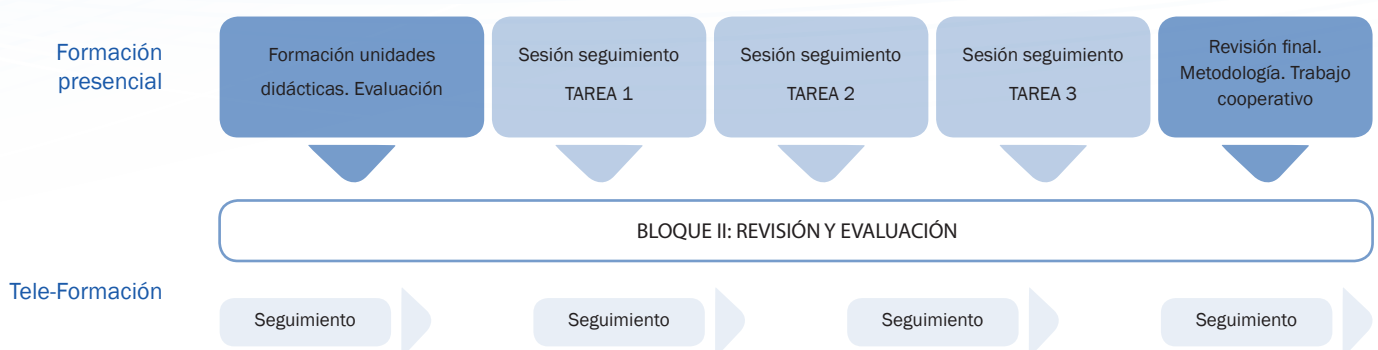 Formación
presencial
Formación unidades
didácticas. Evaluación
Sesión seguimiento
TAREA 1
Sesión seguimiento
TAREA 2
Sesión seguimiento
TAREA 3
Revisión final.
Metodología. Trabajo
cooperativo
BLOQUE II: REVISIÓN Y EVALUACIÓN
Tele-Formación
Seguimiento
Seguimiento
Seguimiento
Seguimiento